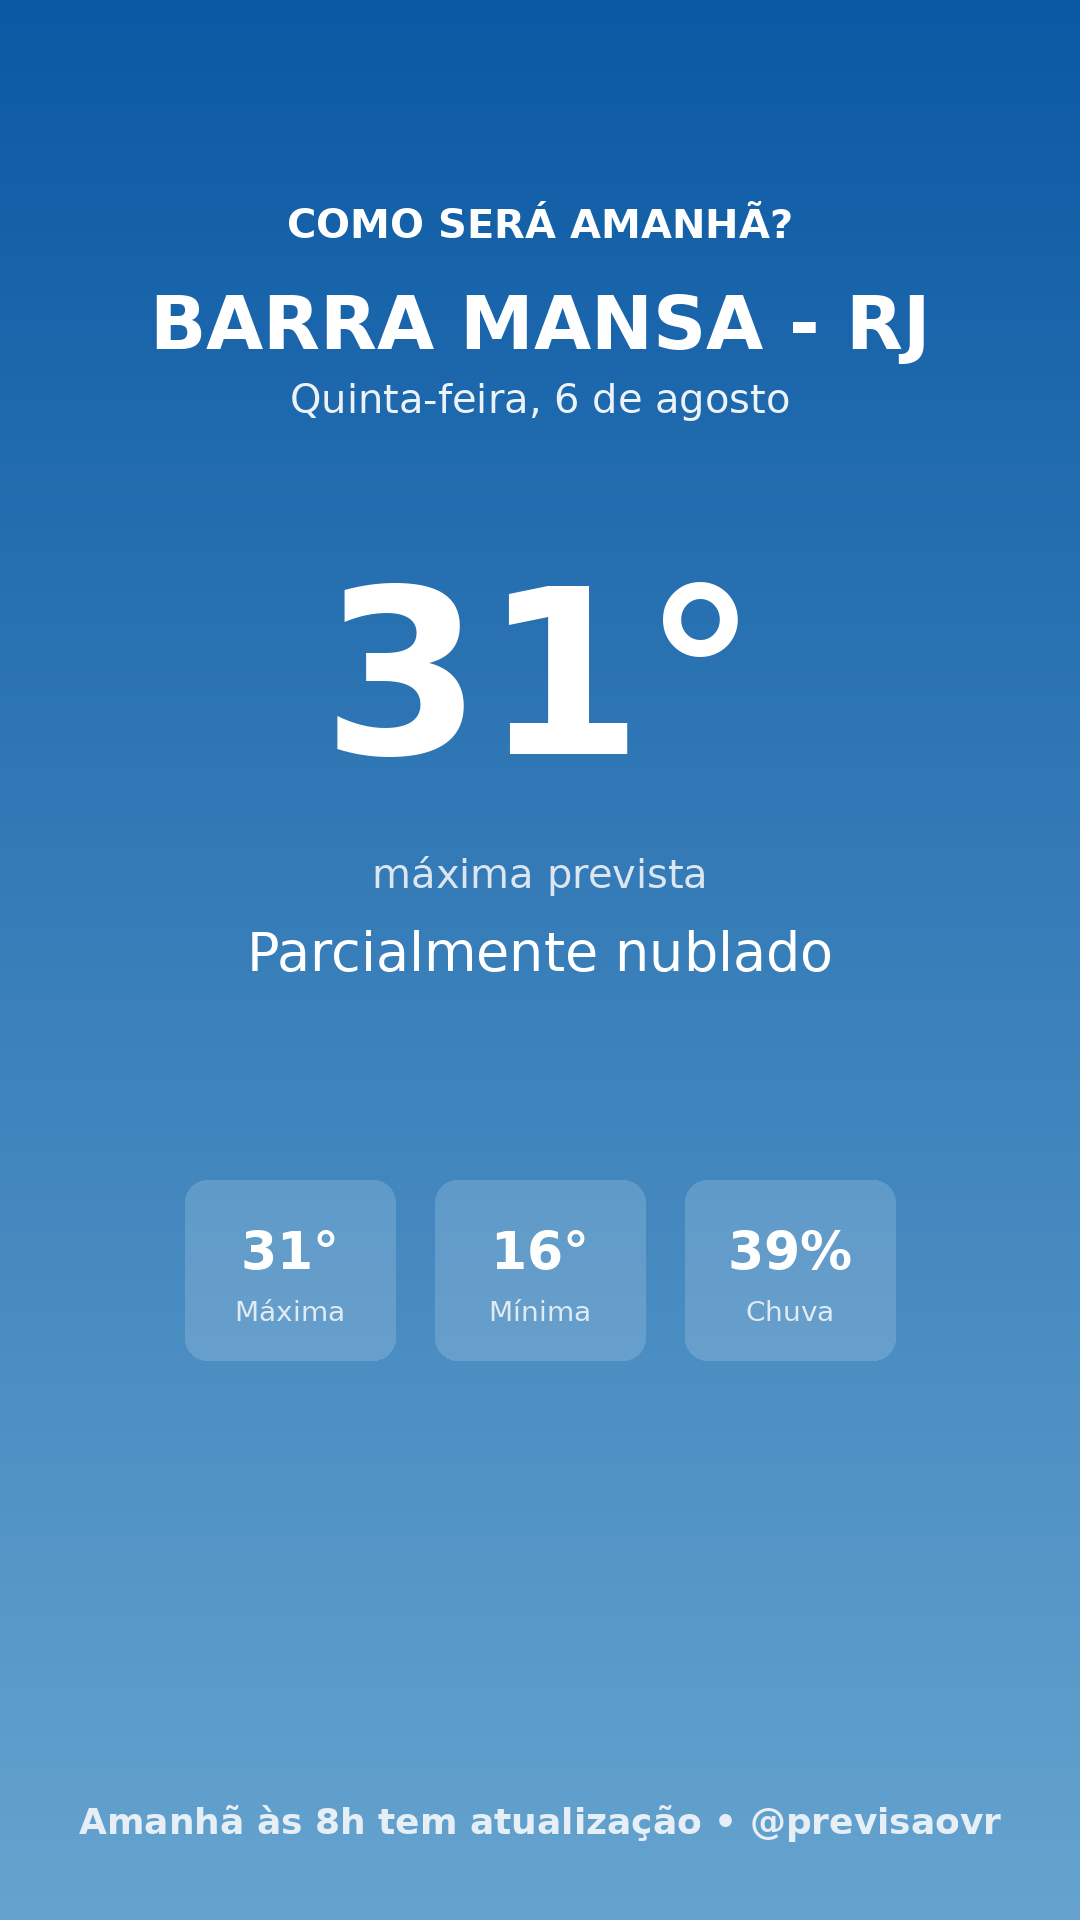 COMO SERÁ AMANHÃ?
BARRA MANSA - RJ
Quinta-feira, 6 de agosto
31°
máxima prevista
Parcialmente nublado
31° 16° 39%
Máxima Mínima Chuva
Amanhã às 8h tem atualização • @previsaovr